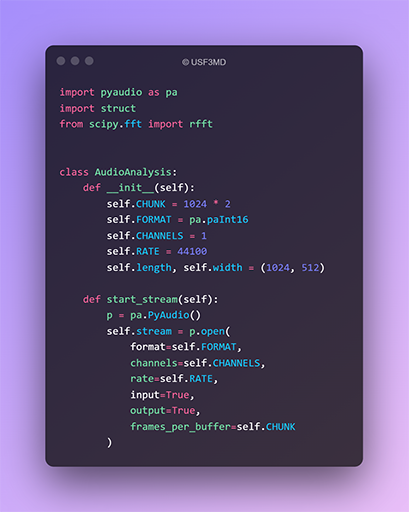 © USF3MD
import pyaudio as pa
import struct
from scipy.fft import rfft
class AudioAnalysis:
    def __init__(self):
        self.CHUNK = 1024 * 2
        self.FORMAT = pa.paInt16
        self.CHANNELS = 1
        self.RATE = 44100
        self.length, self.width = (1024, 512)
    def start_stream(self):
        p = pa.PyAudio()
        self.stream = p.open(
            format=self.FORMAT,
            channels=self.CHANNELS,
            rate=self.RATE,
            input=True,
            output=True,
            frames_per_buffer=self.CHUNK
        )